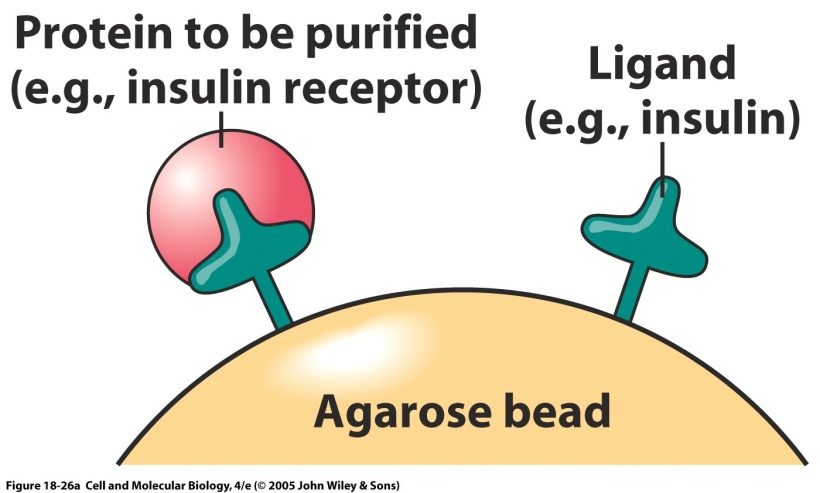 Protein to be purified
(e.g., insulin receptor)
Ligand
(e.g., insulin)
Agarose bead
Figure 18-26a Cell and Molecular Biology, 4/e (© 2005 John Wiley & Sons)